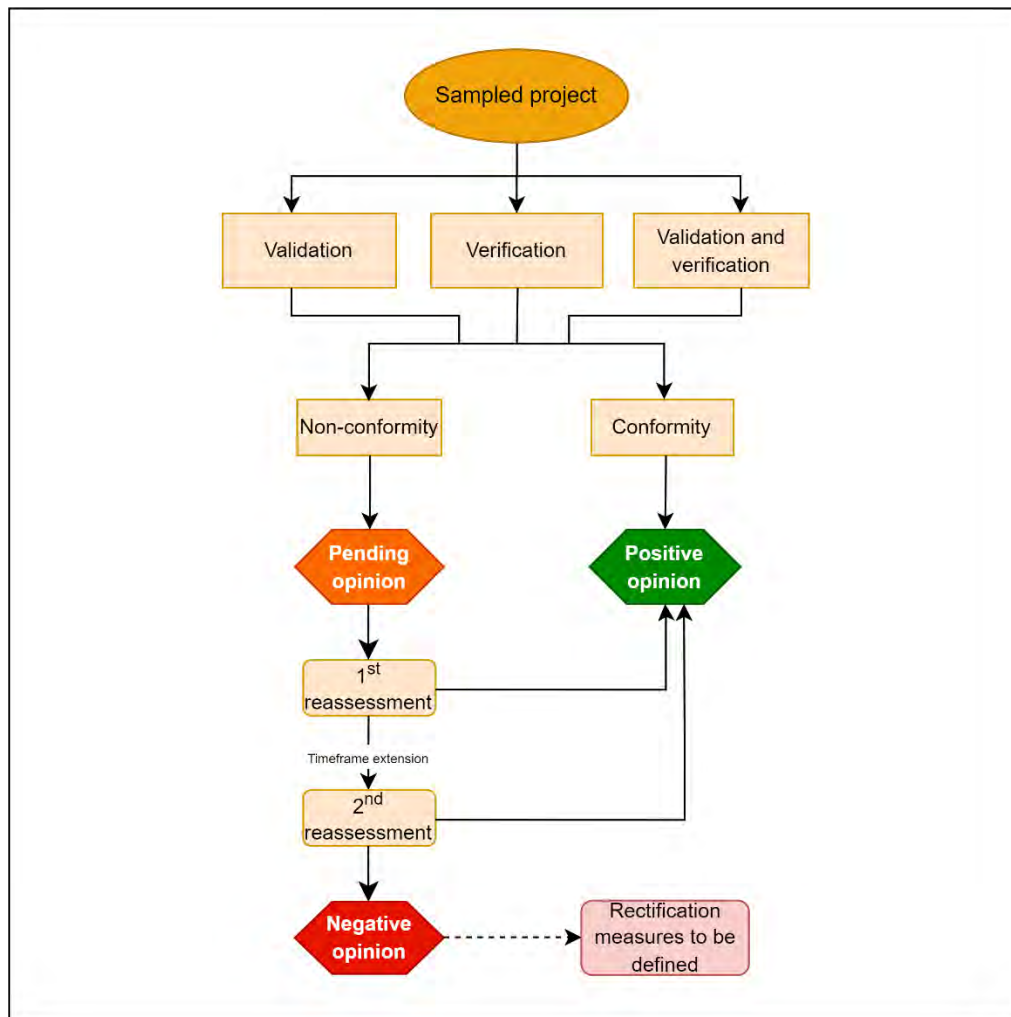 Sampled project
Validation
Verification
Validation and
verification
Non-conformity
Conformity
Pending
opinion
Positive
opinion
1st
reassessment
Timeframe extension
2nd
reassessment
Negative
opinion
Rectification
measures to be
defined